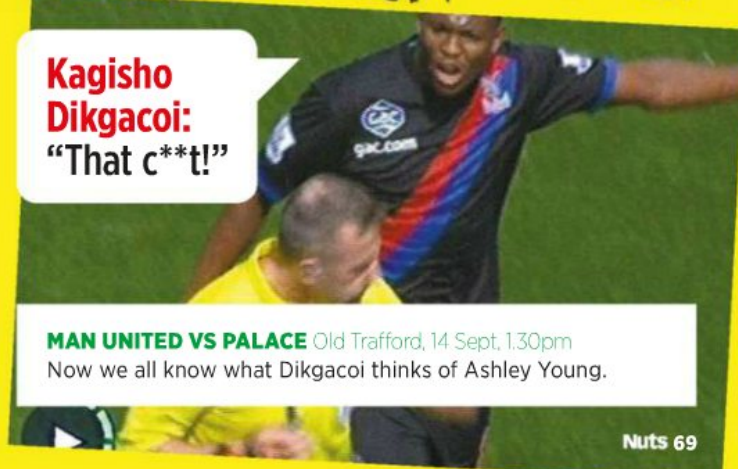 Kagisho
Dikgacoi:
“That c**t!”
GAC
gac.com
MAN UNITED VS PALACE Old Trafford, 14 Sept, 1.30pm
Now we all know what Dikgacoi thinks of Ashley Young.
Nuts 69